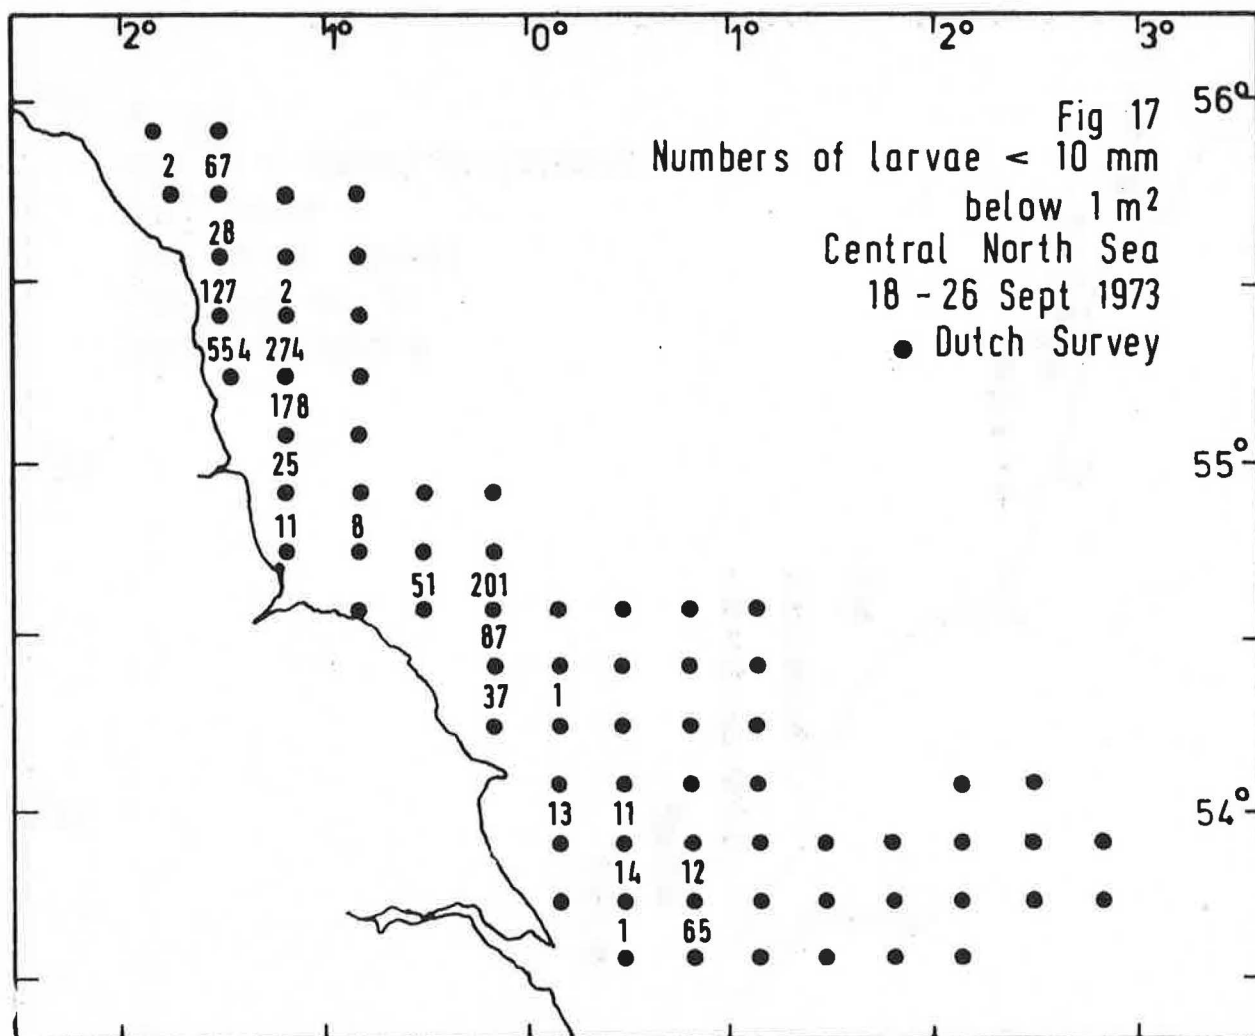 2° 1° 0° 1° 2° 3°
56°
Fig 17
Numbers of larvae < 10 mm
below 1 m²
Central North Sea
18 - 26 Sept 1973
● Dutch Survey
2 67
28
127 2
554 274
178
55°
25
11 8
51 201
87
37 1
54°
13 11
14 12
1 65